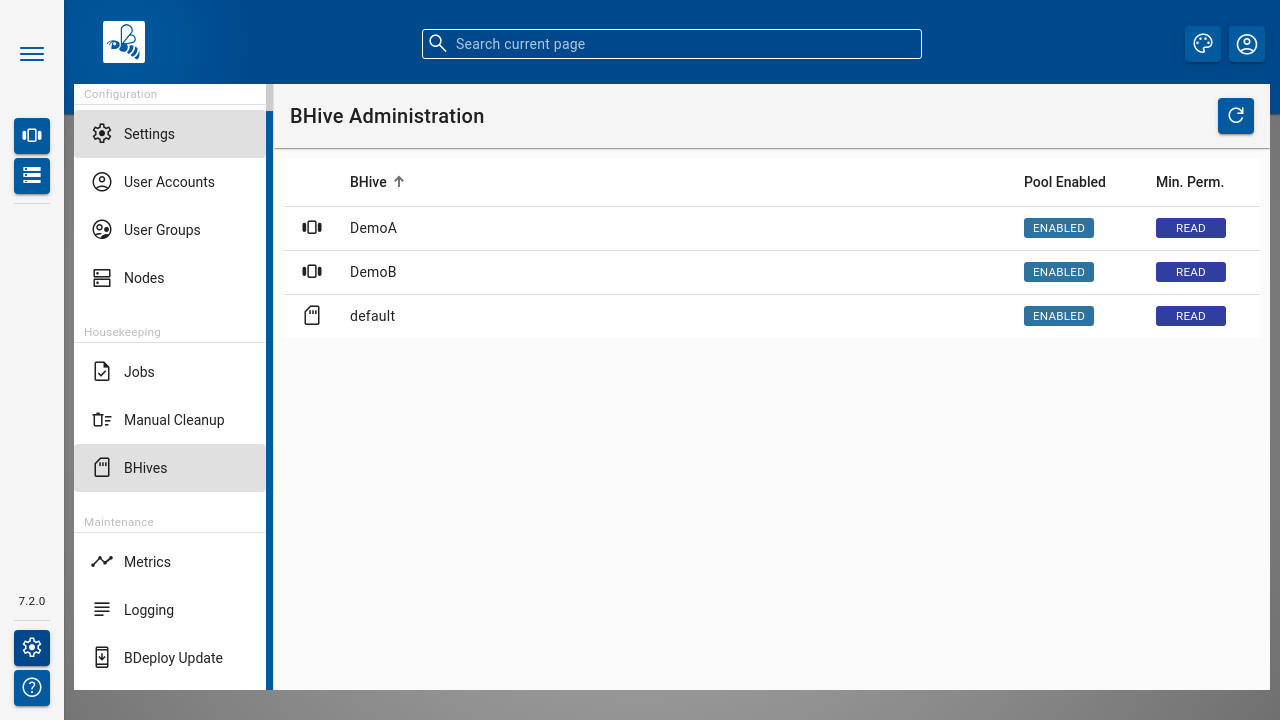 Search current page
Configuration
Settings
User Accounts
User Groups
Nodes
Housekeeping
Jobs
Manual Cleanup
BHives
Maintenance
Metrics
Logging
BDeploy Update
7.2.0
BHive Administration
BHive Pool Enabled Min. Perm.
DemoA ENABLED READ
DemoB ENABLED READ
default ENABLED READ